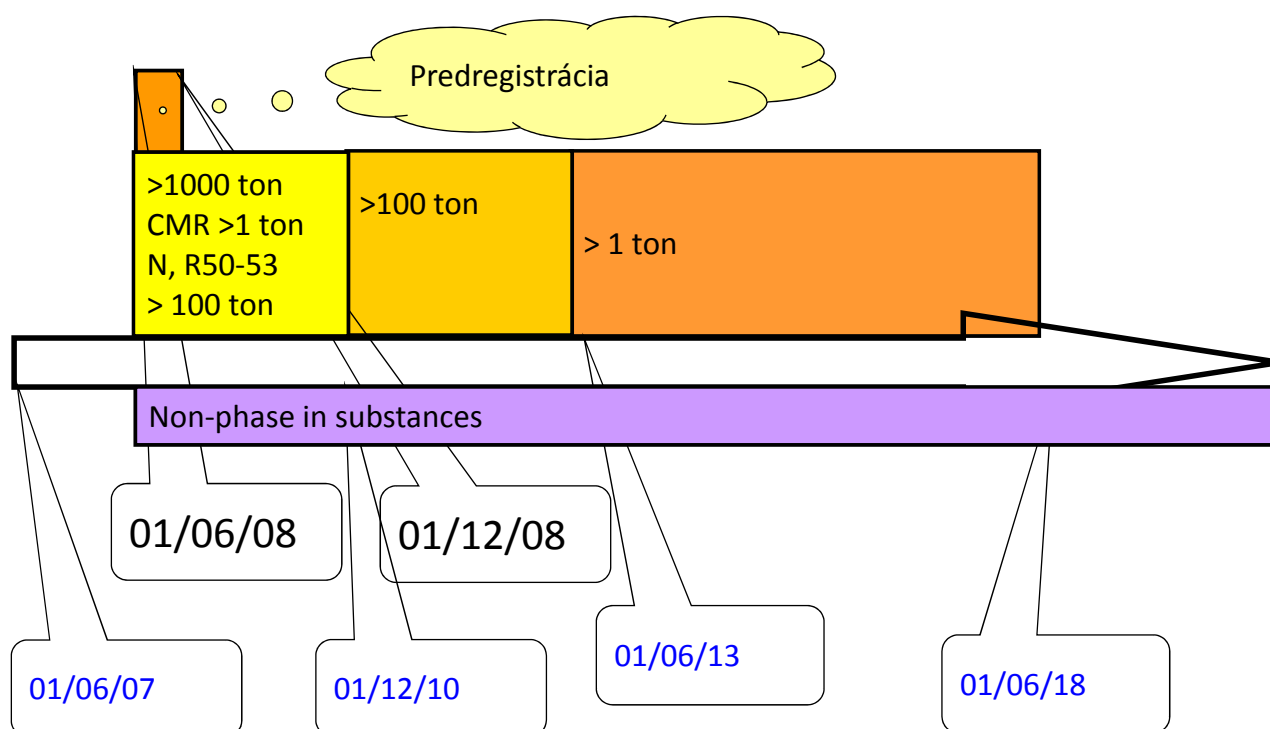 Predregistrácia
>1000 ton
CMR >1 ton
N, R50-53
> 100 ton
>100 ton
> 1 ton
Non-phase in substances
01/06/08
01/12/08
01/06/07
01/12/10
01/06/13
01/06/18